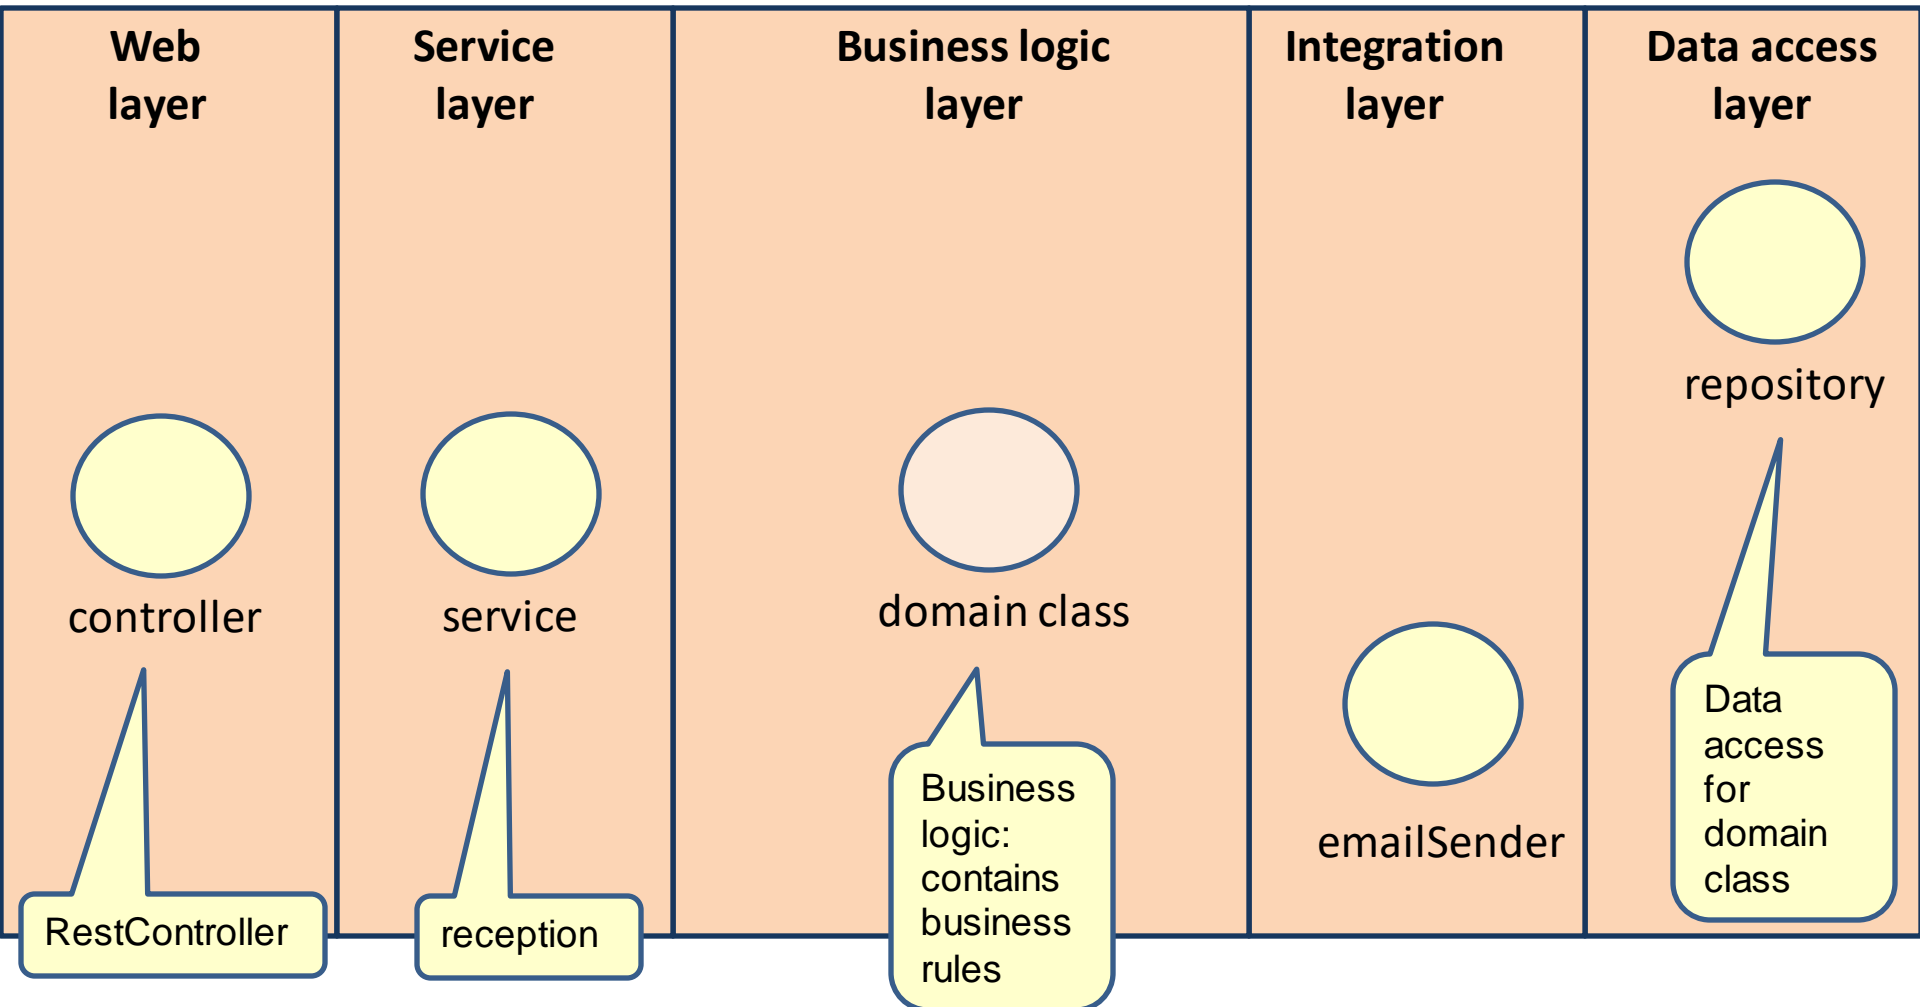 Web
layer
Service
layer
Business logic
layer
Integration
layer
Data access
layer
controller
service
domain class
emailSender
repository
RestController
reception
Business
logic:
contains
business
rules
Data
access
for
domain
class